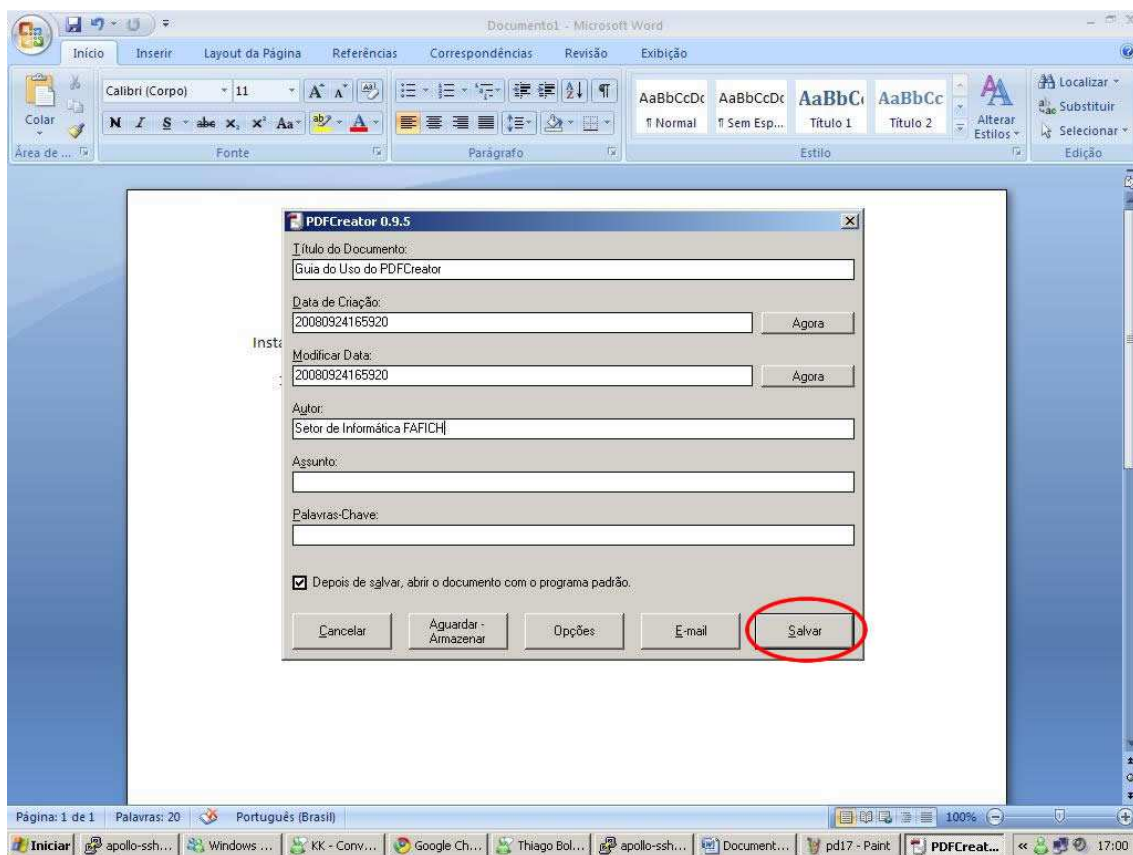 Documento1 - Microsoft Word
Início Inserir Layout da Página Referências Correspondências Revisão Exibição
Calibri (Corpo) 11
Colar
N I S abe x, x² Aa ab A
AaBbCcDc AaBbCcDc AaBbC AaBbCc
¶ Normal ¶ Sem Esp... Título 1 Título 2
Alterar Estilos
Localizar
Substituir
Selecionar
Área de ... Fonte Parágrafo Estilo Edição
PDFCreator 0.9.5
Título do Documento:
Guia do Uso do PDFCreator
Data de Criação:
20080924165920 Agora
Insta
Modificar Data:
20080924165920 Agora
Autor:
Setor de Informática FAFICH
Assunto:
Palavras-Chave:
Depois de salvar, abrir o documento com o programa padrão.
Cancelar Aguardar - Armazenar Opções E-mail Salvar
Página: 1 de 1 Palavras: 20 Português (Brasil) 100%
Iniciar apollo-ssh... Windows ... KK - Conv... Google Ch... Thiago Bol... apollo-ssh... Document... pd17 - Paint PDFCreat... « 17:00